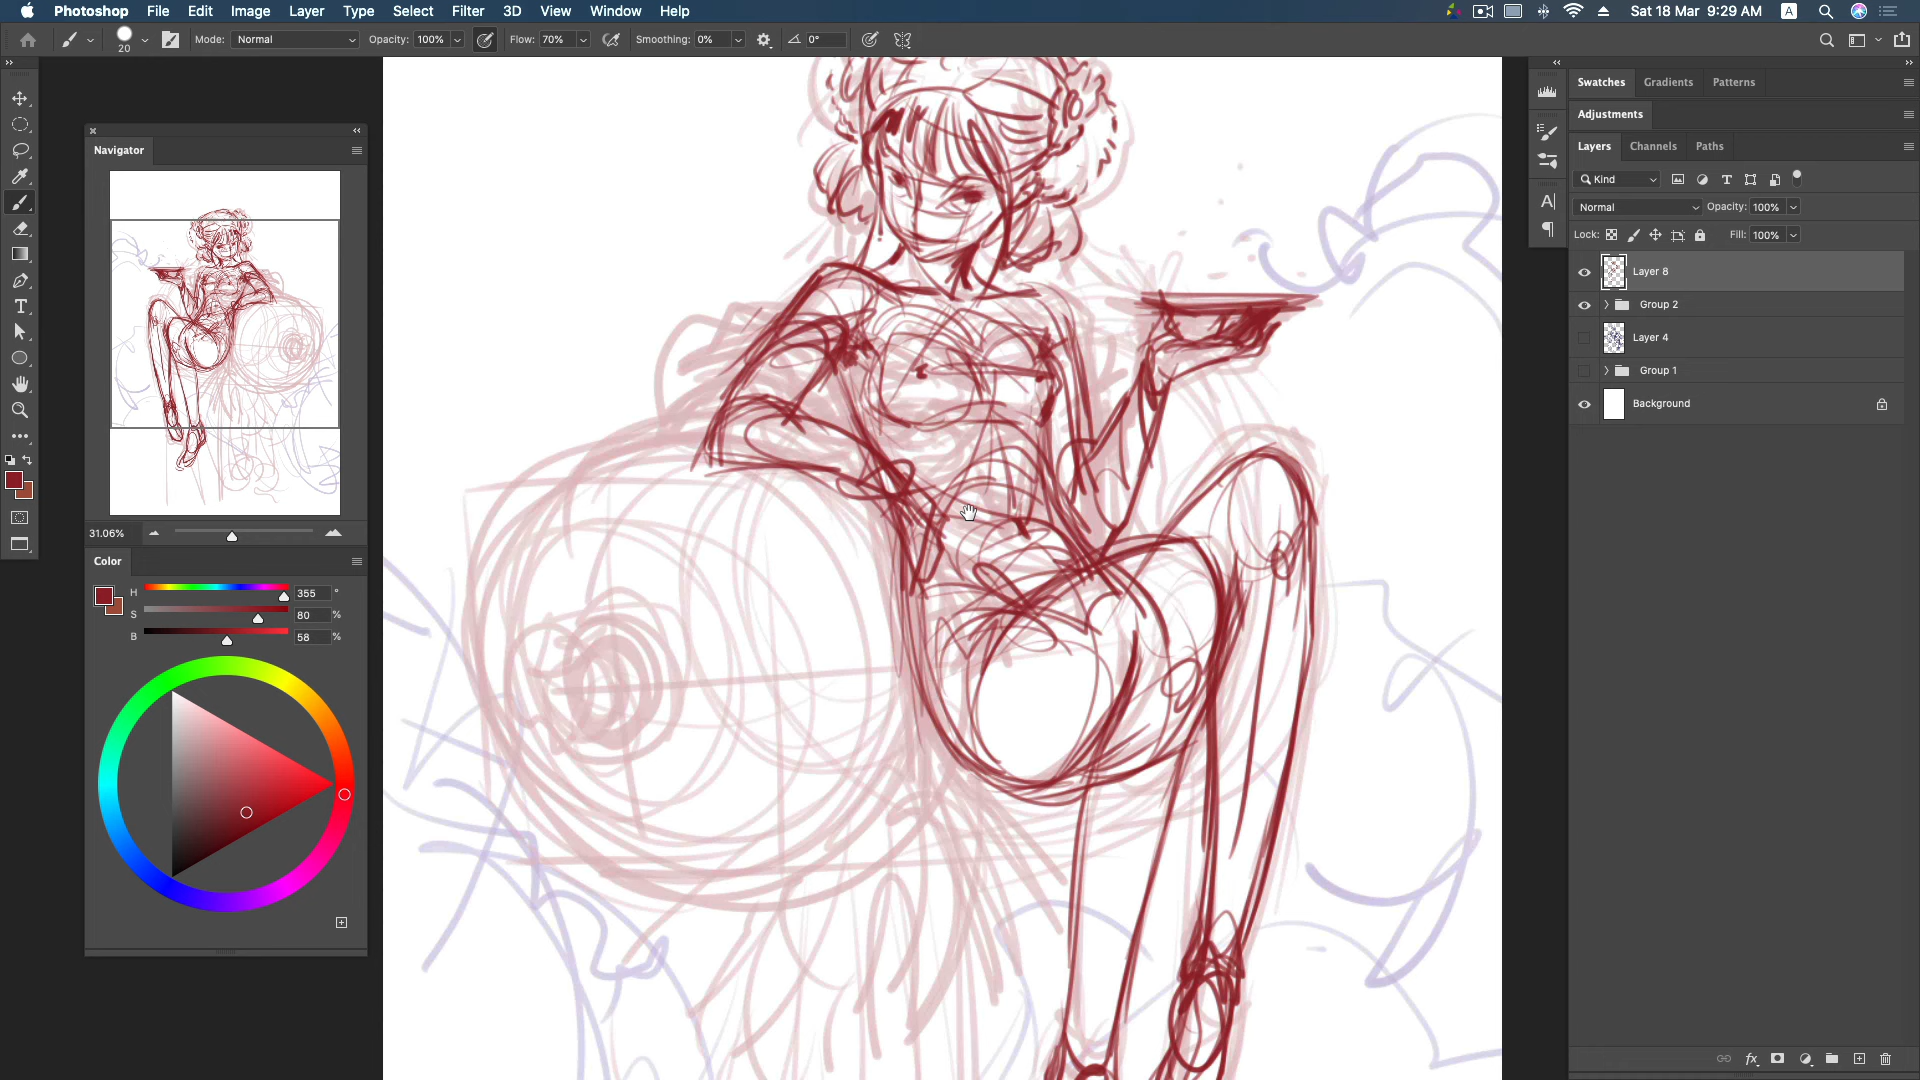 Photoshop File Edit Image Layer Type Select Filter 3D View Window Help Sat 18 Mar 9:29 AM A
20 Mode: Normal Opacity: 100% Flow: 70% Smoothing: 0% 0°
Swatches Gradients Patterns
Adjustments
Layers Channels Paths
Kind
Normal Opacity: 100%
Lock: Fill: 100%
Layer 8
Group 2
Layer 4
Group 1
Background
Navigator
31.06%
Color
H 355 °
S 80 %
B 58 %